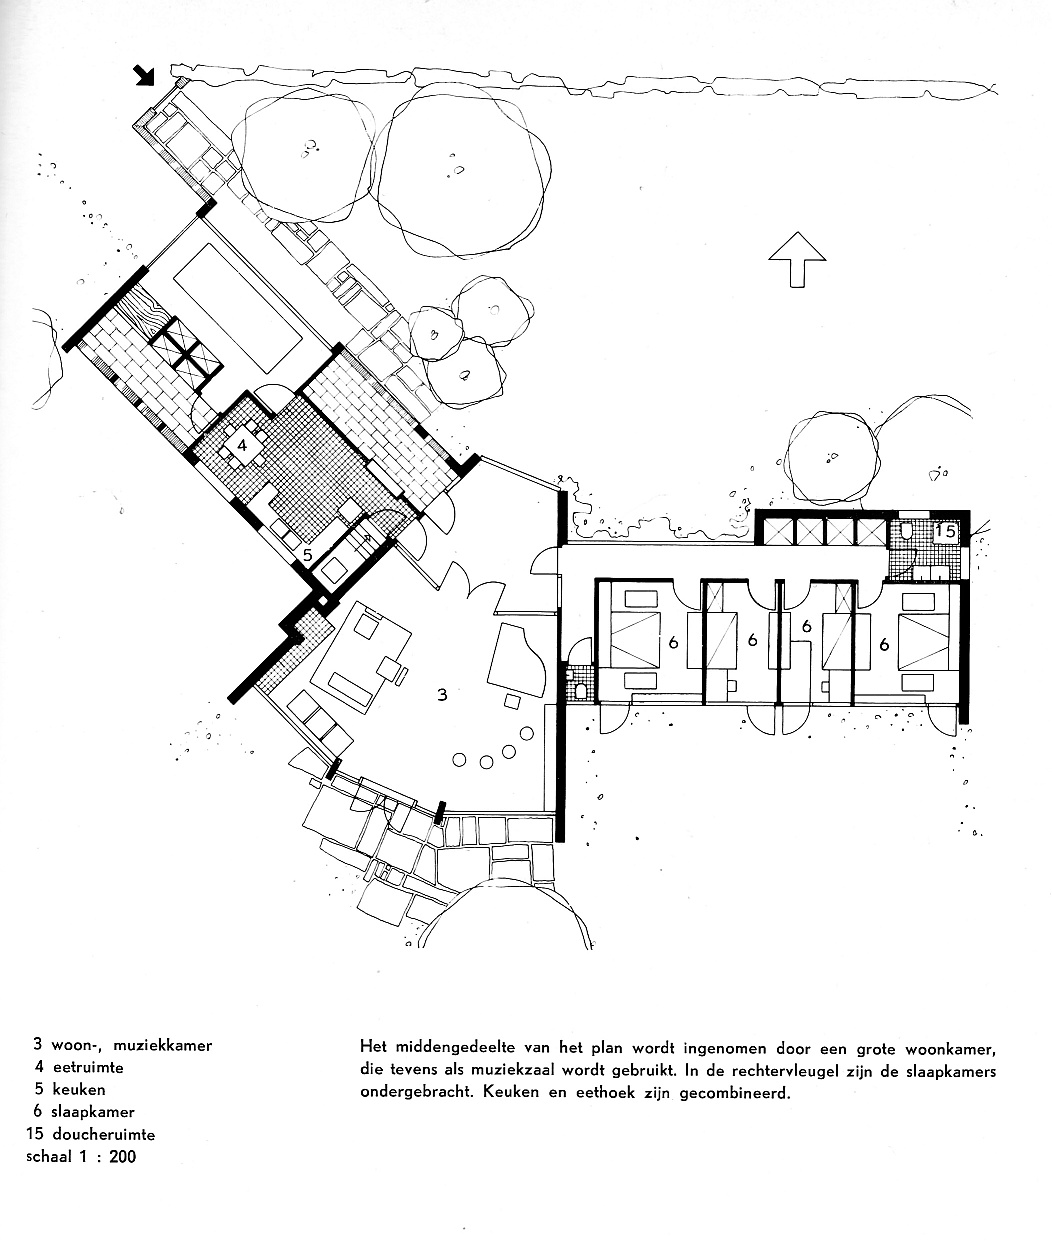 4
15
5
6
6
6
6
3
3 woon-, muziekkamer
4 eetruimte
5 keuken
6 slaapkamer
15 doucheruimte
schaal 1 : 200
Het middengedeelte van het plan wordt ingenomen door een grote woonkamer,
die tevens als muziekzaal wordt gebruikt. In de rechtervleugel zijn de slaapkamers
ondergebracht. Keuken en eethoek zijn gecombineerd.